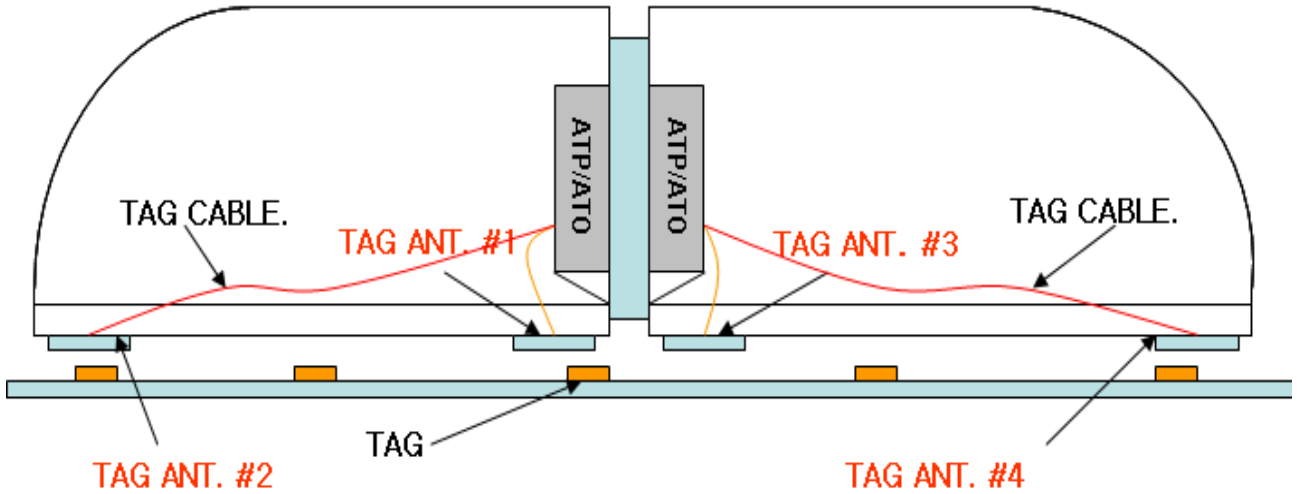 ATP/ATO
ATP/ATO
TAG CABLE.
TAG CABLE.
TAG ANT. #1
TAG ANT. #3
TAG
TAG ANT. #2
TAG ANT. #4